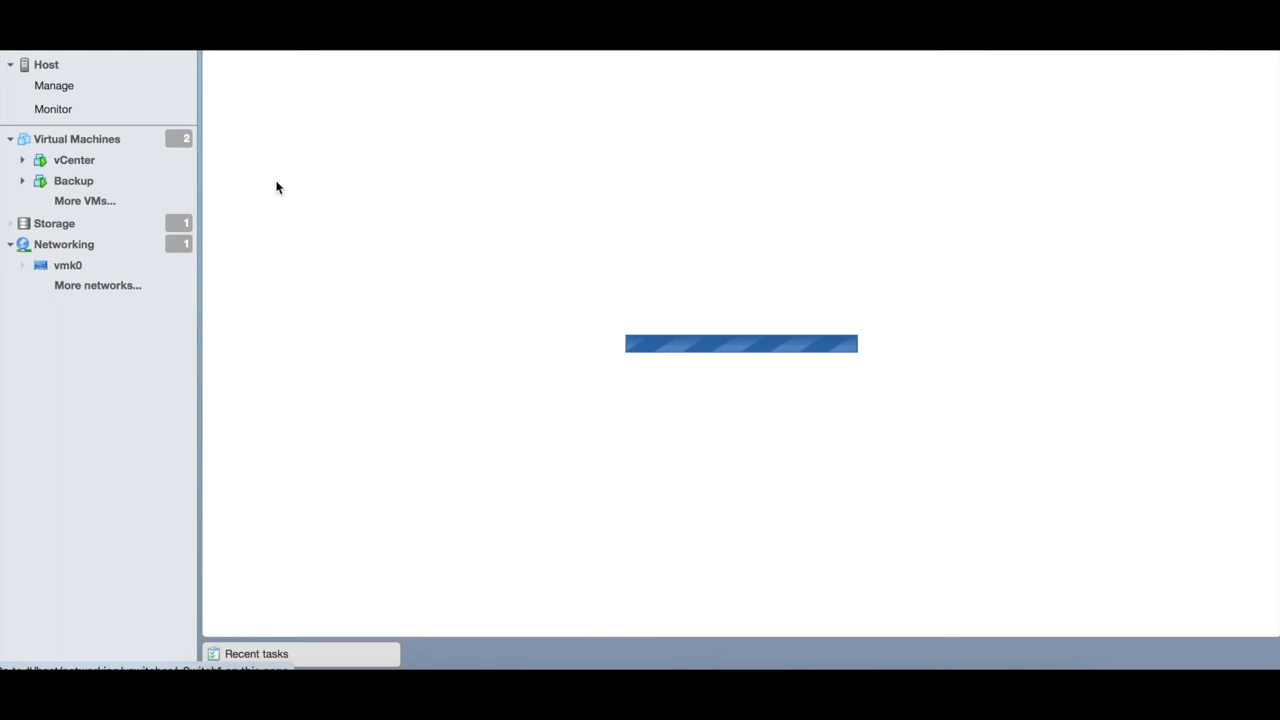 Host
Manage
Monitor
Virtual Machines 2
vCenter
Backup
More VMs...
Storage 1
Networking 1
vmk0
More networks...
Recent tasks